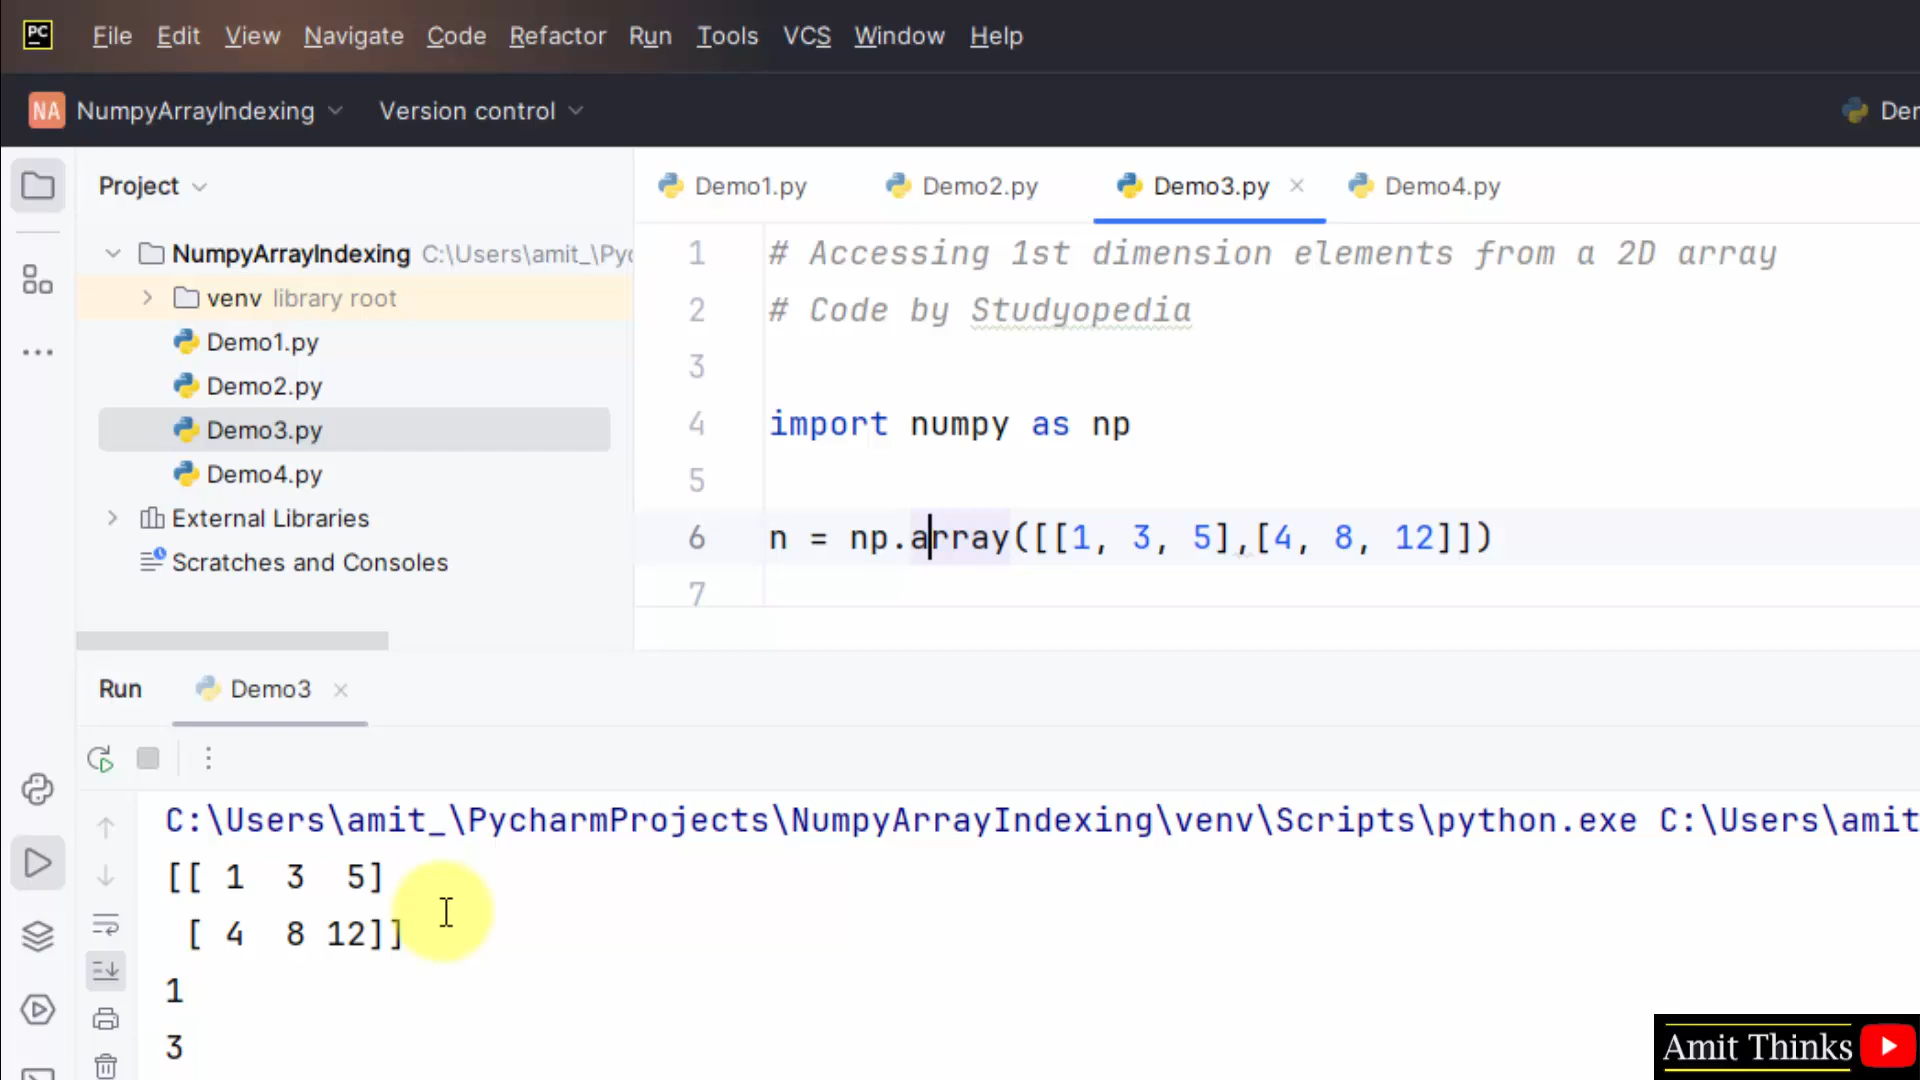 PC File Edit View Navigate Code Refactor Run Tools VCS Window Help
NA NumpyArrayIndexing Version control
Project
NumpyArrayIndexing C:\Users\amit_\Pyc
venv library root
Demo1.py
Demo2.py
Demo3.py
Demo4.py
External Libraries
Scratches and Consoles
Demo1.py Demo2.py Demo3.py Demo4.py
1 # Accessing 1st dimension elements from a 2D array
2 # Code by Studyopedia
3
4 import numpy as np
5
6 n = np.array([[1, 3, 5],[4, 8, 12]])
7
Run Demo3
C:\Users\amit_\PycharmProjects\NumpyArrayIndexing\venv\Scripts\python.exe C:\Users\amit
[[ 1 3 5]
[ 4 8 12]]
1
3
Amit Thinks